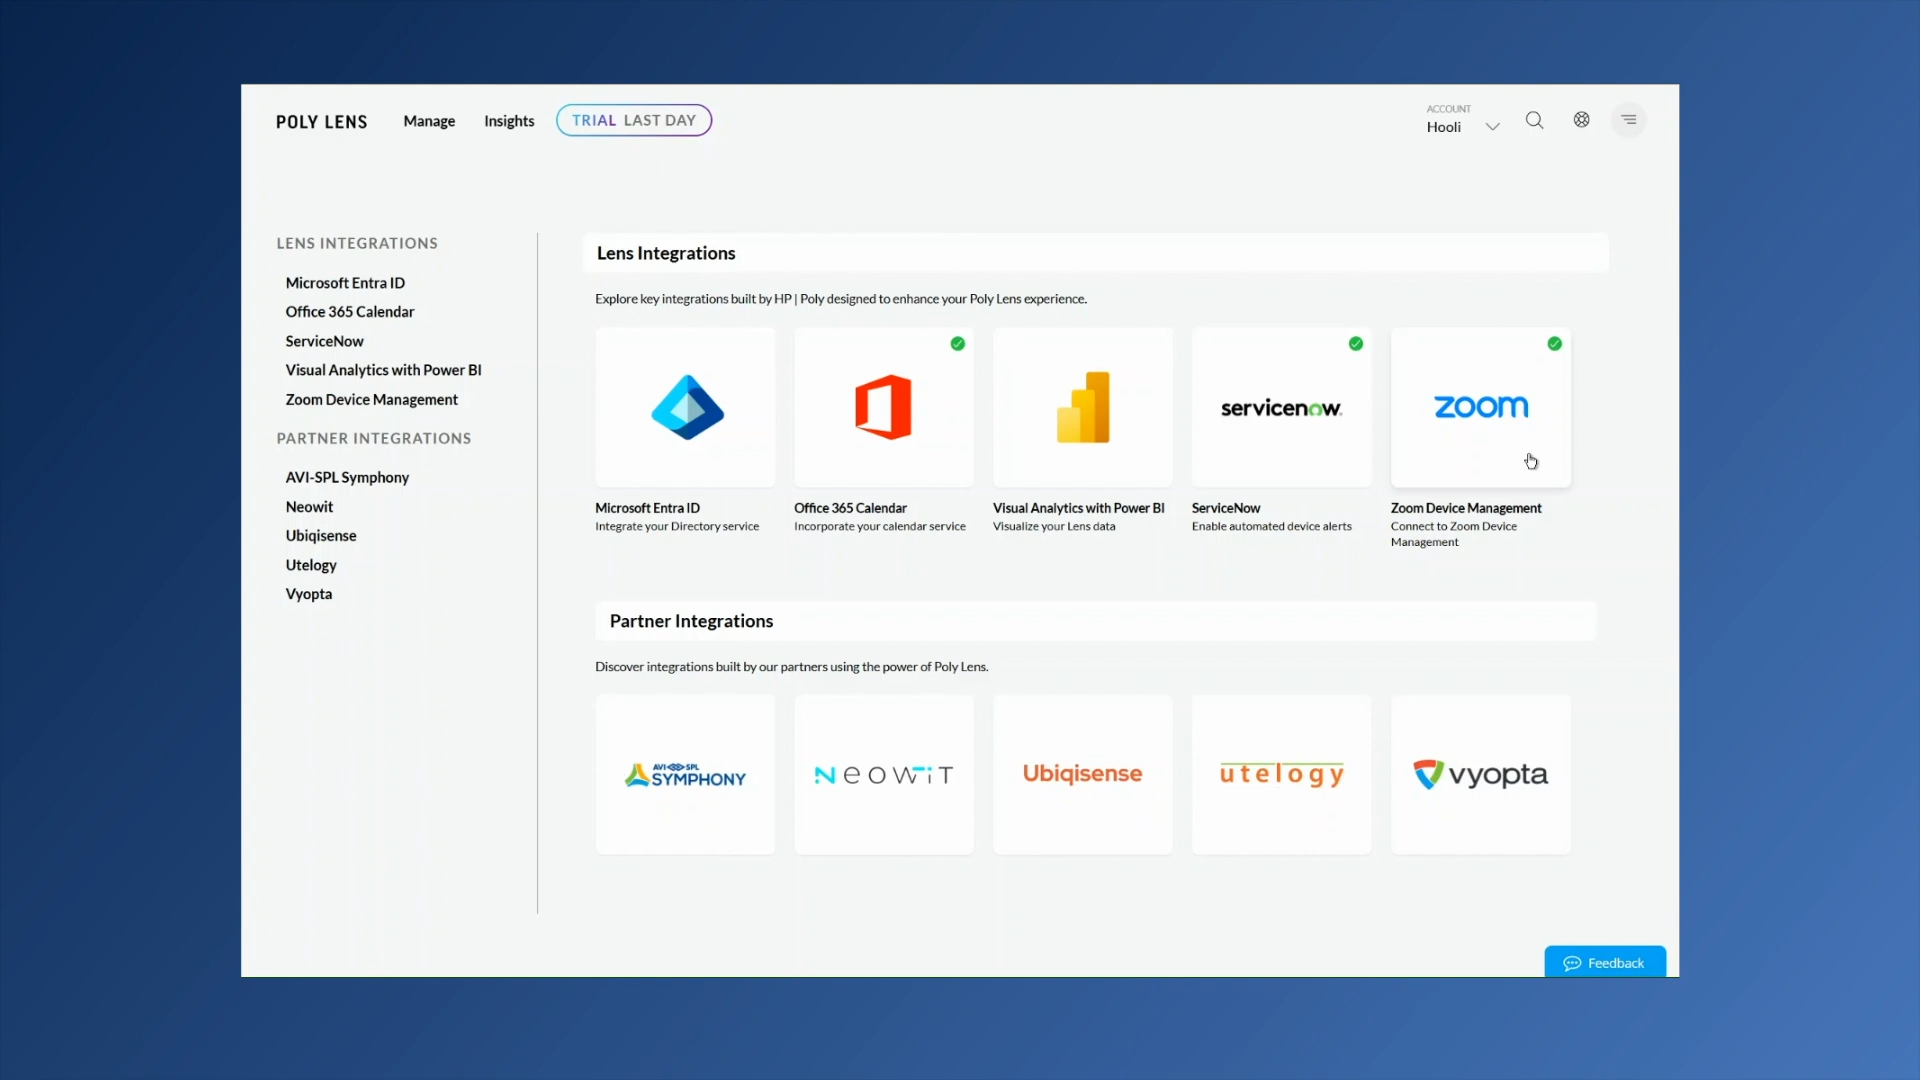 POLY LENS
Manage
Insights
TRIAL LAST DAY
ACCOUNT
Hooli
LENS INTEGRATIONS
Microsoft Entra ID
Office 365 Calendar
ServiceNow
Visual Analytics with Power BI
Zoom Device Management
PARTNER INTEGRATIONS
AVI-SPL Symphony
Neowit
Ubiqisense
Utelogy
Vyopta
Lens Integrations
Explore key integrations built by HP | Poly designed to enhance your Poly Lens experience.
servicenow.
zoom
Microsoft Entra ID
Integrate your Directory service
Office 365 Calendar
Incorporate your calendar service
Visual Analytics with Power BI
Visualize your Lens data
ServiceNow
Enable automated device alerts
Zoom Device Management
Connect to Zoom Device
Management
Partner Integrations
Discover integrations built by our partners using the power of Poly Lens.
AVI-SPL
SYMPHONY
NEOWIT
Ubiqisense
utelogy
vyopta
Feedback